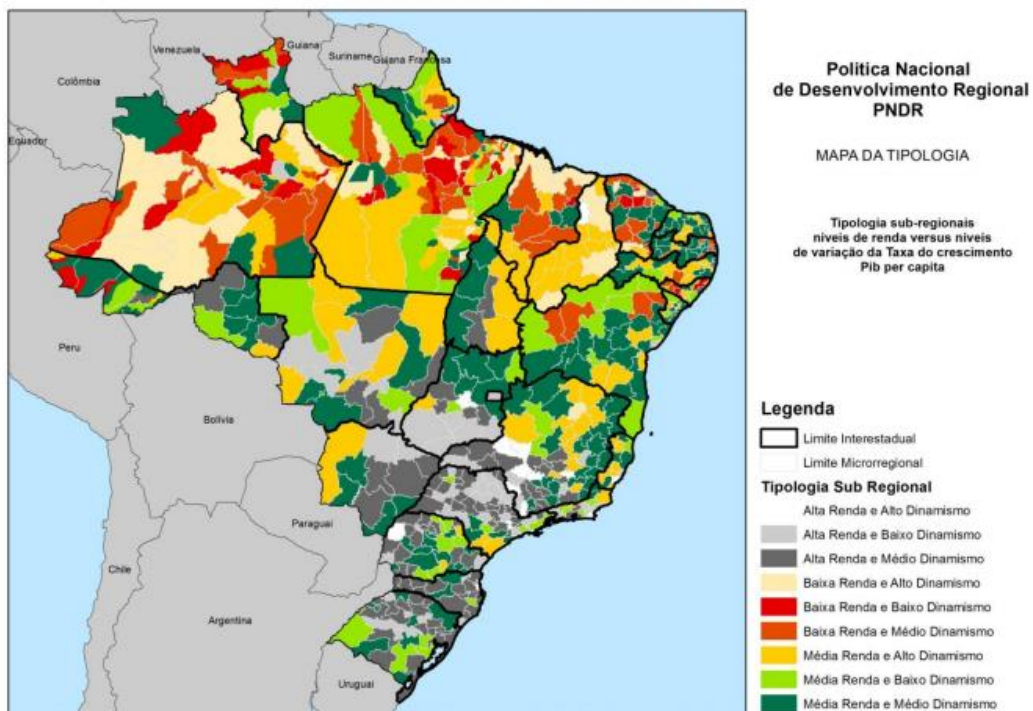 Politica Nacional
de Desenvolvimento Regional
PNDR
MAPA DA TIPOLOGIA
Tipologia sub-regionais
niveis de renda versus niveis
de variação da Taxa do crescimento
Pib per capita
Venezuela
Guiana
Suriname
Guiana Francesa
Colômbia
Ecuador
Peru
Bolívia
Paraguai
Chile
Argentina
Uruguai
Legenda
Limite Interestadual
Limite Microrregional
Tipologia Sub Regional
Alta Renda e Alto Dinamismo
Alta Renda e Baixo Dinamismo
Alta Renda e Médio Dinamismo
Baixa Renda e Alto Dinamismo
Baixa Renda e Baixo Dinamismo
Baixa Renda e Médio Dinamismo
Média Renda e Alto Dinamismo
Média Renda e Baixo Dinamismo
Média Renda e Médio Dinamismo